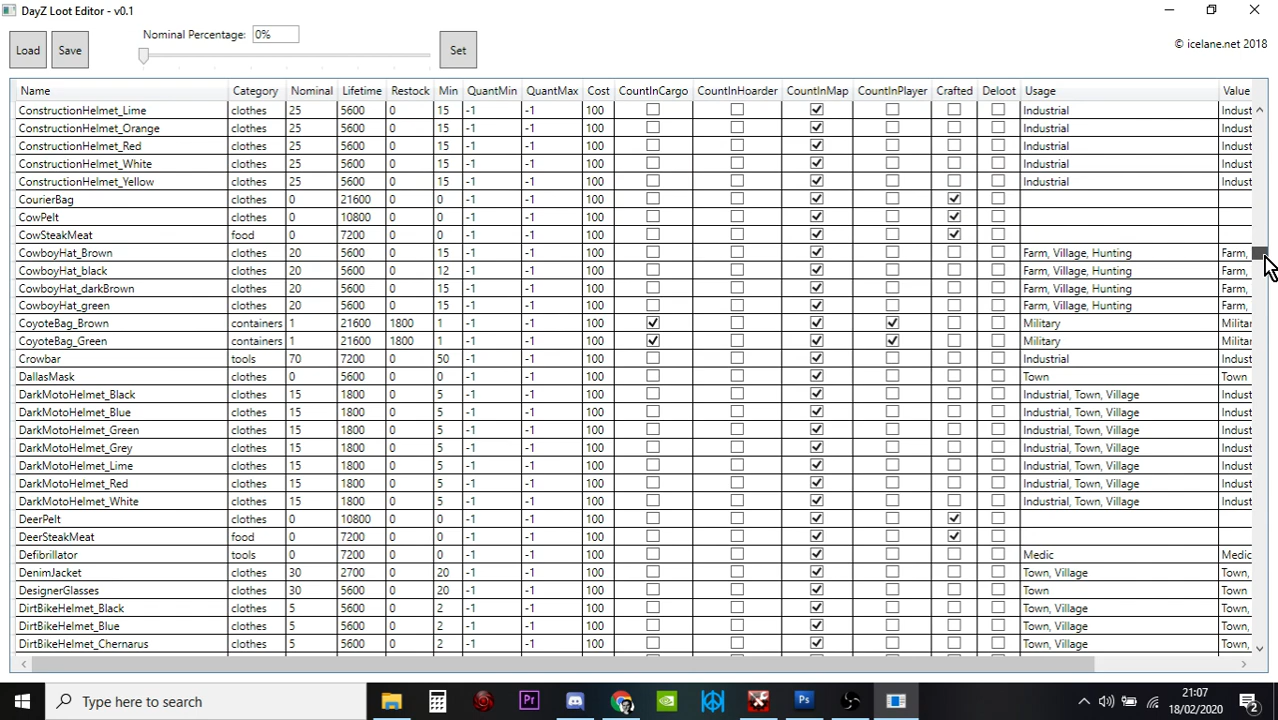 DayZ Loot Editor - v0.1
Load Save Nominal Percentage: 0% Set © icelane.net 2018
Name Category Nominal Lifetime Restock Min QuantMin QuantMax Cost CountInCargo CountInHoarder CountInMap CountInPlayer Crafted Deloot Usage Value
ConstructionHelmet_Lime clothes 25 5600 0 15 -1 -1 100 Industrial Indust
ConstructionHelmet_Orange clothes 25 5600 0 15 -1 -1 100 Industrial Indust
ConstructionHelmet_Red clothes 25 5600 0 15 -1 -1 100 Industrial Indust
ConstructionHelmet_White clothes 25 5600 0 15 -1 -1 100 Industrial Indust
ConstructionHelmet_Yellow clothes 25 5600 0 15 -1 -1 100 Industrial Indust
CourierBag clothes 0 21600 0 0 -1 -1 100
CowPelt clothes 0 10800 0 0 -1 -1 100
CowSteakMeat food 0 7200 0 0 -1 -1 100
CowboyHat_Brown clothes 20 5600 0 15 -1 -1 100 Farm, Village, Hunting Farm,
CowboyHat_black clothes 20 5600 0 12 -1 -1 100 Farm, Village, Hunting Farm,
CowboyHat_darkBrown clothes 20 5600 0 15 -1 -1 100 Farm, Village, Hunting Farm,
CowboyHat_green clothes 20 5600 0 15 -1 -1 100 Farm, Village, Hunting Farm,
CoyoteBag_Brown containers 1 21600 1800 1 -1 -1 100 Military Militar
CoyoteBag_Green containers 1 21600 1800 1 -1 -1 100 Military Militar
Crowbar tools 70 7200 0 50 -1 -1 100 Industrial Indust
DallasMask clothes 0 5600 0 0 -1 -1 100 Town Town
DarkMotoHelmet_Black clothes 15 1800 0 5 -1 -1 100 Industrial, Town, Village Indust
DarkMotoHelmet_Blue clothes 15 1800 0 5 -1 -1 100 Industrial, Town, Village Indust
DarkMotoHelmet_Green clothes 15 1800 0 5 -1 -1 100 Industrial, Town, Village Indust
DarkMotoHelmet_Grey clothes 15 1800 0 5 -1 -1 100 Industrial, Town, Village Indust
DarkMotoHelmet_Lime clothes 15 1800 0 5 -1 -1 100 Industrial, Town, Village Indust
DarkMotoHelmet_Red clothes 15 1800 0 5 -1 -1 100 Industrial, Town, Village Indust
DarkMotoHelmet_White clothes 15 1800 0 5 -1 -1 100 Industrial, Town, Village Indust
DeerPelt clothes 0 10800 0 0 -1 -1 100
DeerSteakMeat food 0 7200 0 0 -1 -1 100
Defibrillator tools 0 7200 0 0 -1 -1 100 Medic Medic
DenimJacket clothes 30 2700 0 20 -1 -1 100 Town, Village Town,
DesignerGlasses clothes 30 5600 0 20 -1 -1 100 Town Town
DirtBikeHelmet_Black clothes 5 5600 0 2 -1 -1 100 Town, Village Town,
DirtBikeHelmet_Blue clothes 5 5600 0 2 -1 -1 100 Town, Village Town,
DirtBikeHelmet_Chernarus clothes 5 5600 0 2 -1 -1 100 Town, Village Town,
Type here to search Pr Ps 21:07
18/02/2020 2